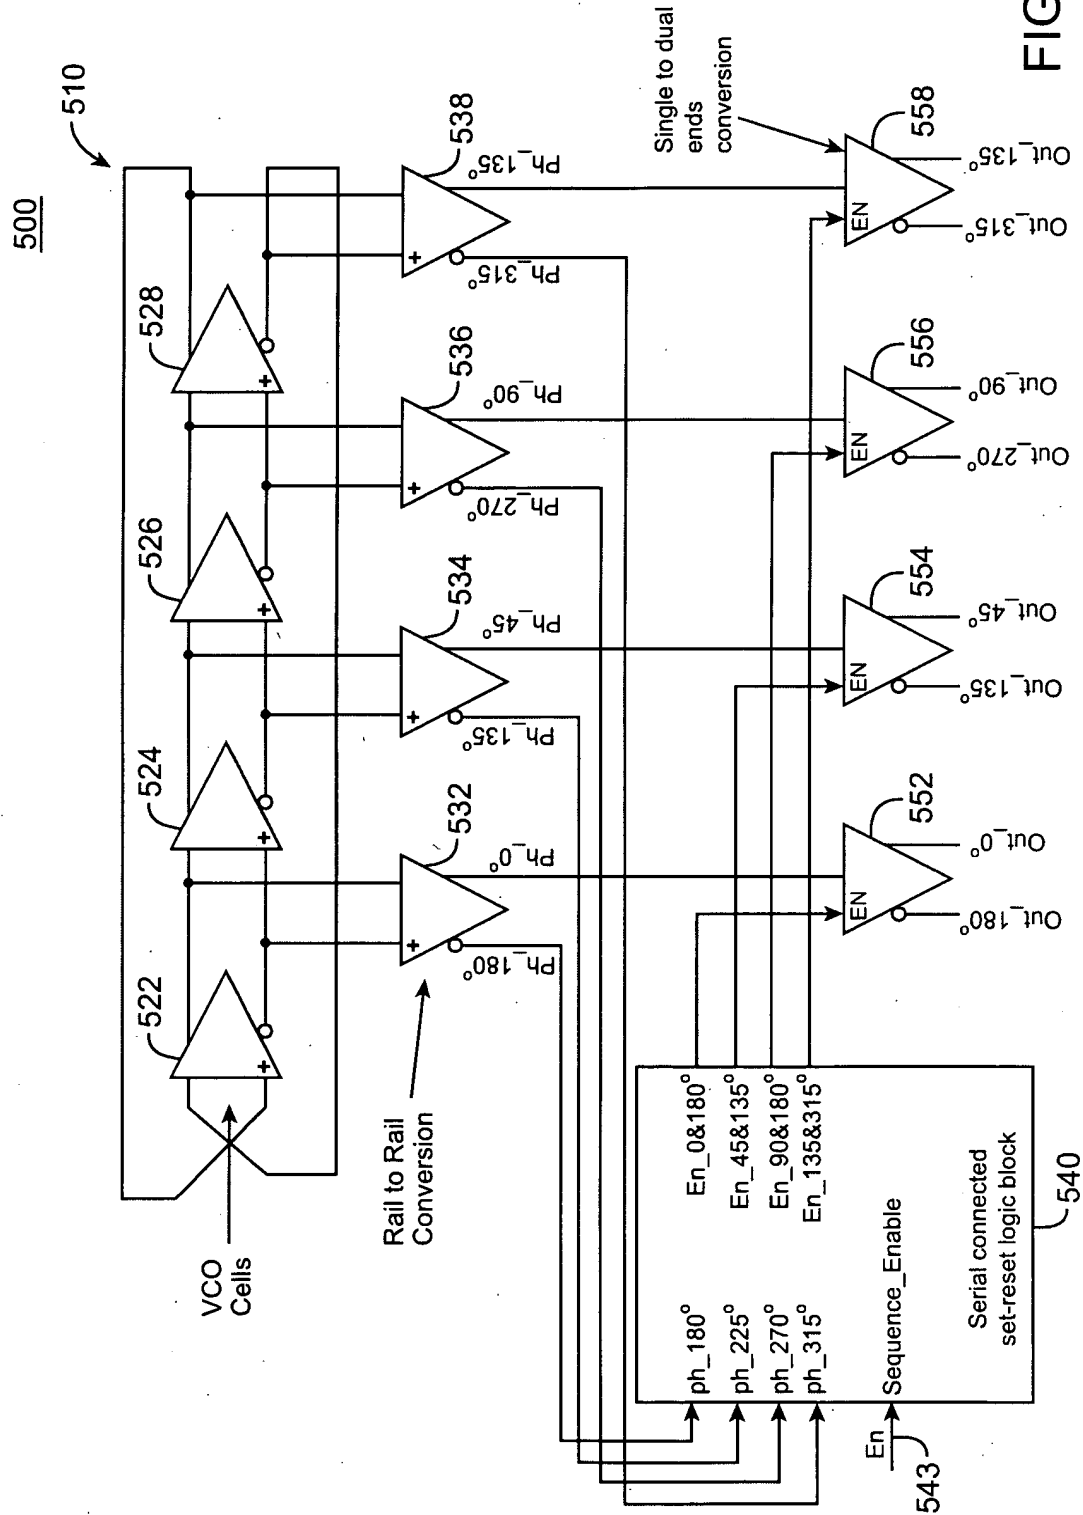 500
510
522
524
526
528
VCO
Cells
Rail to Rail
Conversion
532
534
536
538
+
+
+
+
+
+
+
+
Ph_180°
Ph_0°
Ph_135°
Ph_45°
Ph_270°
Ph_90°
Ph_315°
Ph_135°
Single to dual
ends
conversion
ph_180°
ph_225°
ph_270°
ph_315°
En_0&180°
En_45&135°
En_90&180°
En_135&315°
Sequence_Enable
En
543
Serial connected
set-reset logic block
540
EN
EN
EN
EN
552
554
556
558
Out_180°
Out_0°
Out_135°
Out_45°
Out_270°
Out_90°
Out_315°
Out_135°
FIG